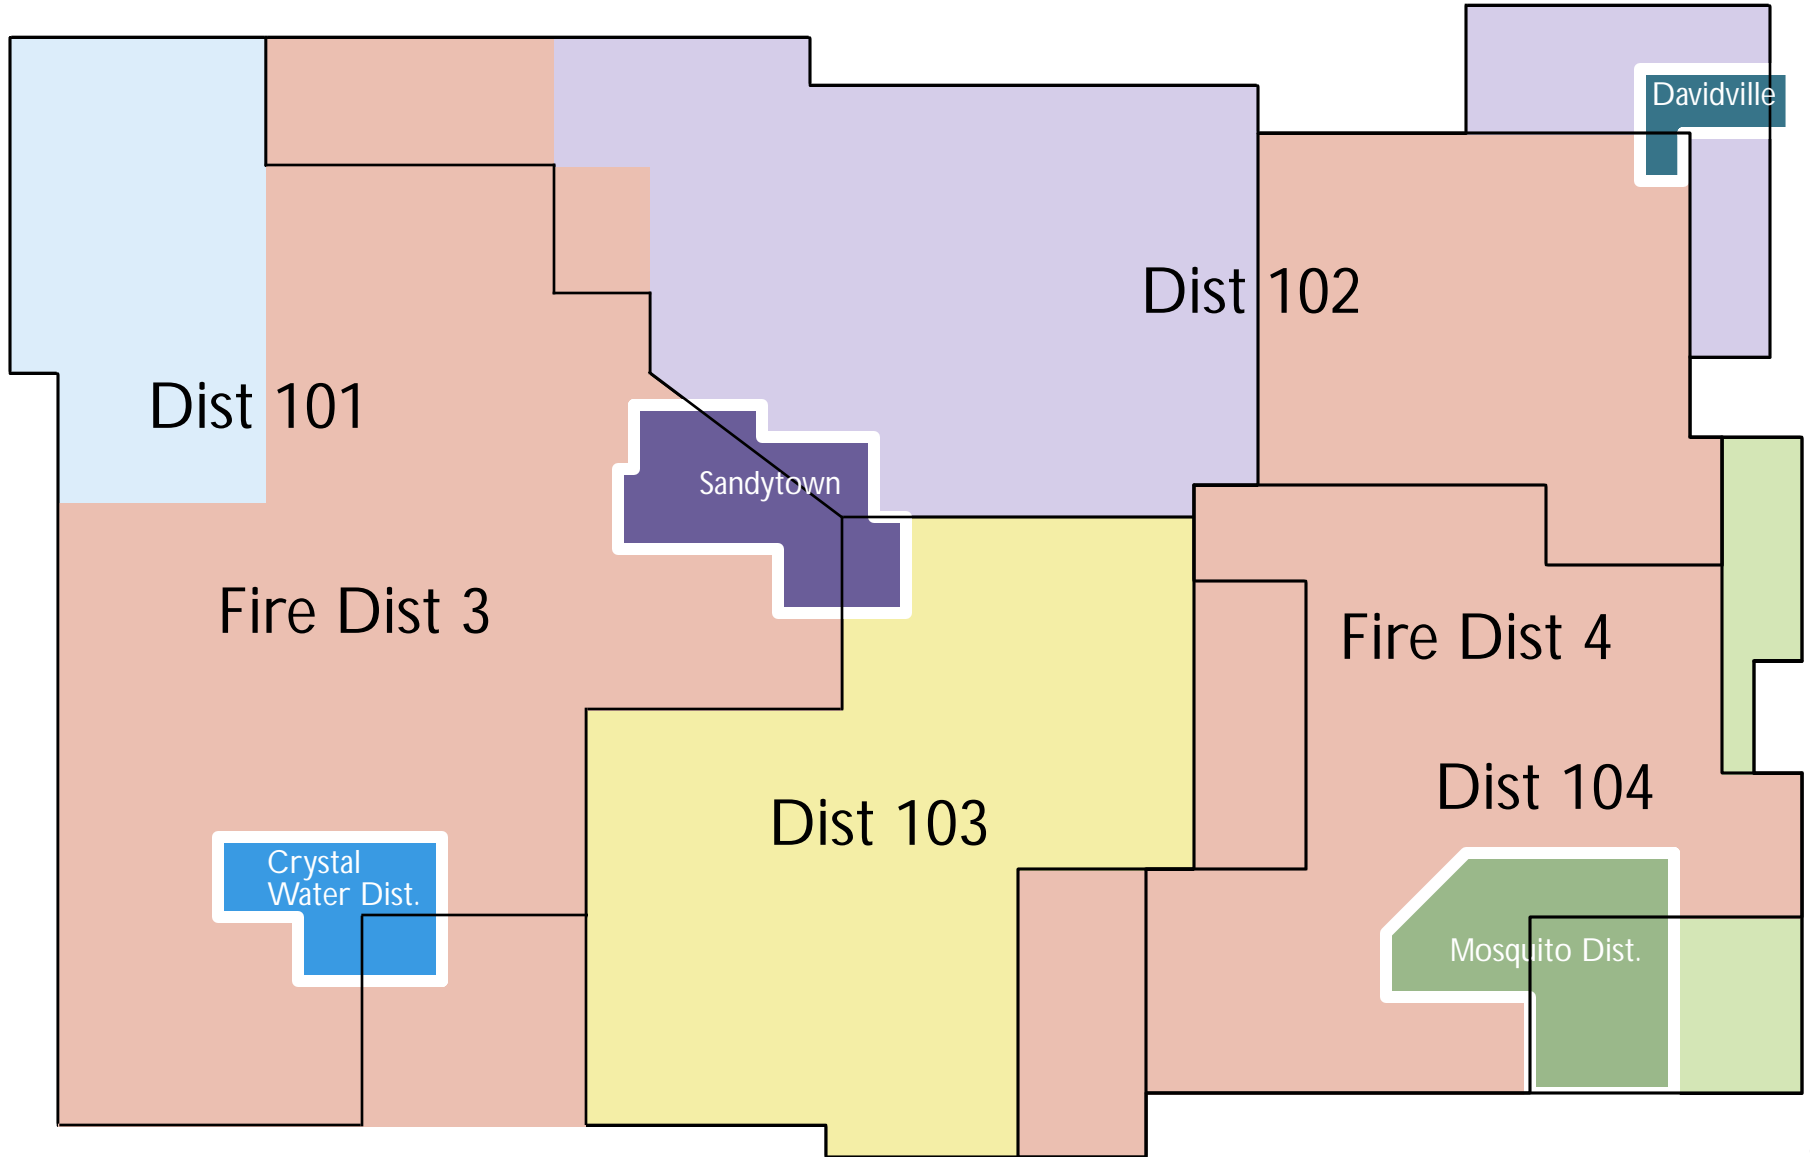 Davidville
Dist 102
Dist 101
Sandytown
Fire Dist 3
Fire Dist 4
Dist 104
Dist 103
Crystal
Water Dist.
Mosquito Dist.